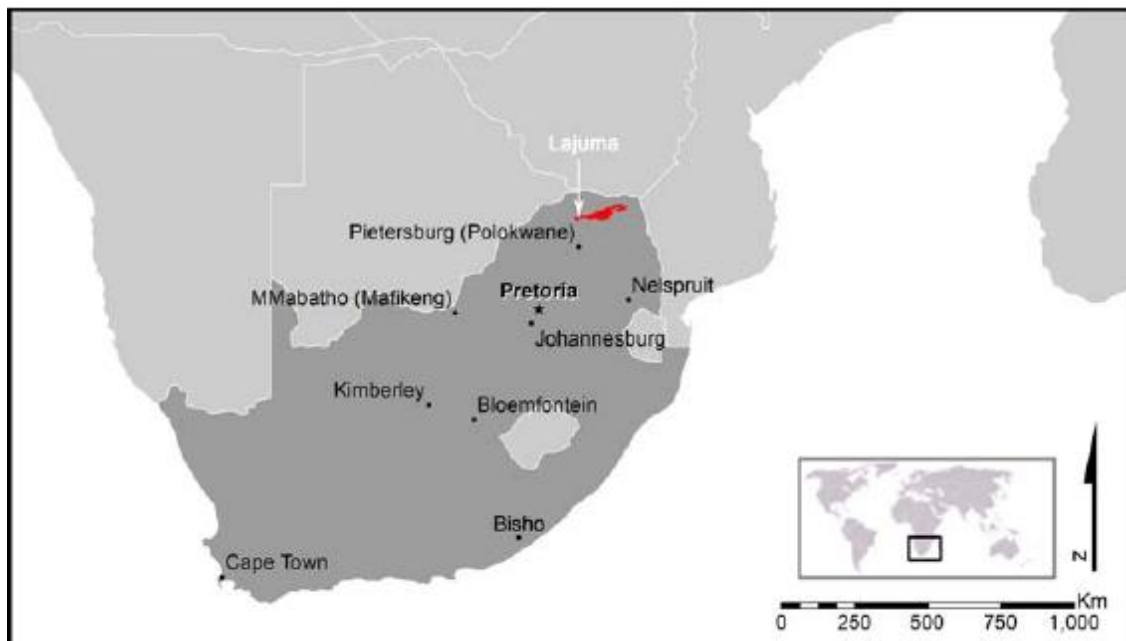 Lajuma
Pietersburg (Polokwane)
Nelspruit
Pretoria
MMabatho (Mafikeng)
Johannesburg
Kimberley
Bloemfontein
Bisho
Cape Town
N
Km
0 250 500 750 1,000